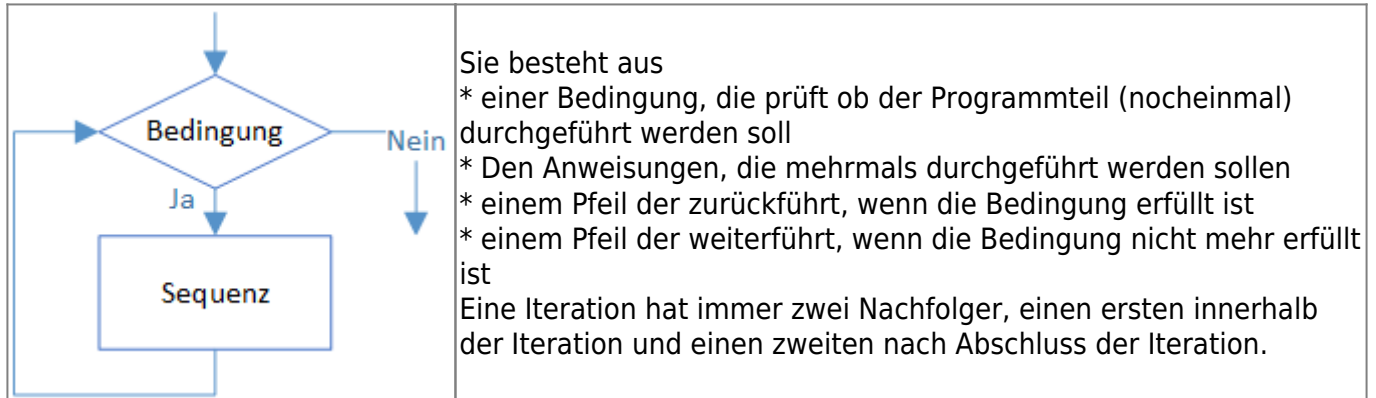 Bedingung
Nein
Ja
Sequenz
Sie besteht aus
* einer Bedingung, die prüft ob der Programmteil (nocheinmal)
durchgeführt werden soll
* Den Anweisungen, die mehrmals durchgeführt werden sollen
* einem Pfeil der zurückführt, wenn die Bedingung erfüllt ist
* einem Pfeil der weiterführt, wenn die Bedingung nicht mehr erfüllt
ist
Eine Iteration hat immer zwei Nachfolger, einen ersten innerhalb
der Iteration und einen zweiten nach Abschluss der Iteration.